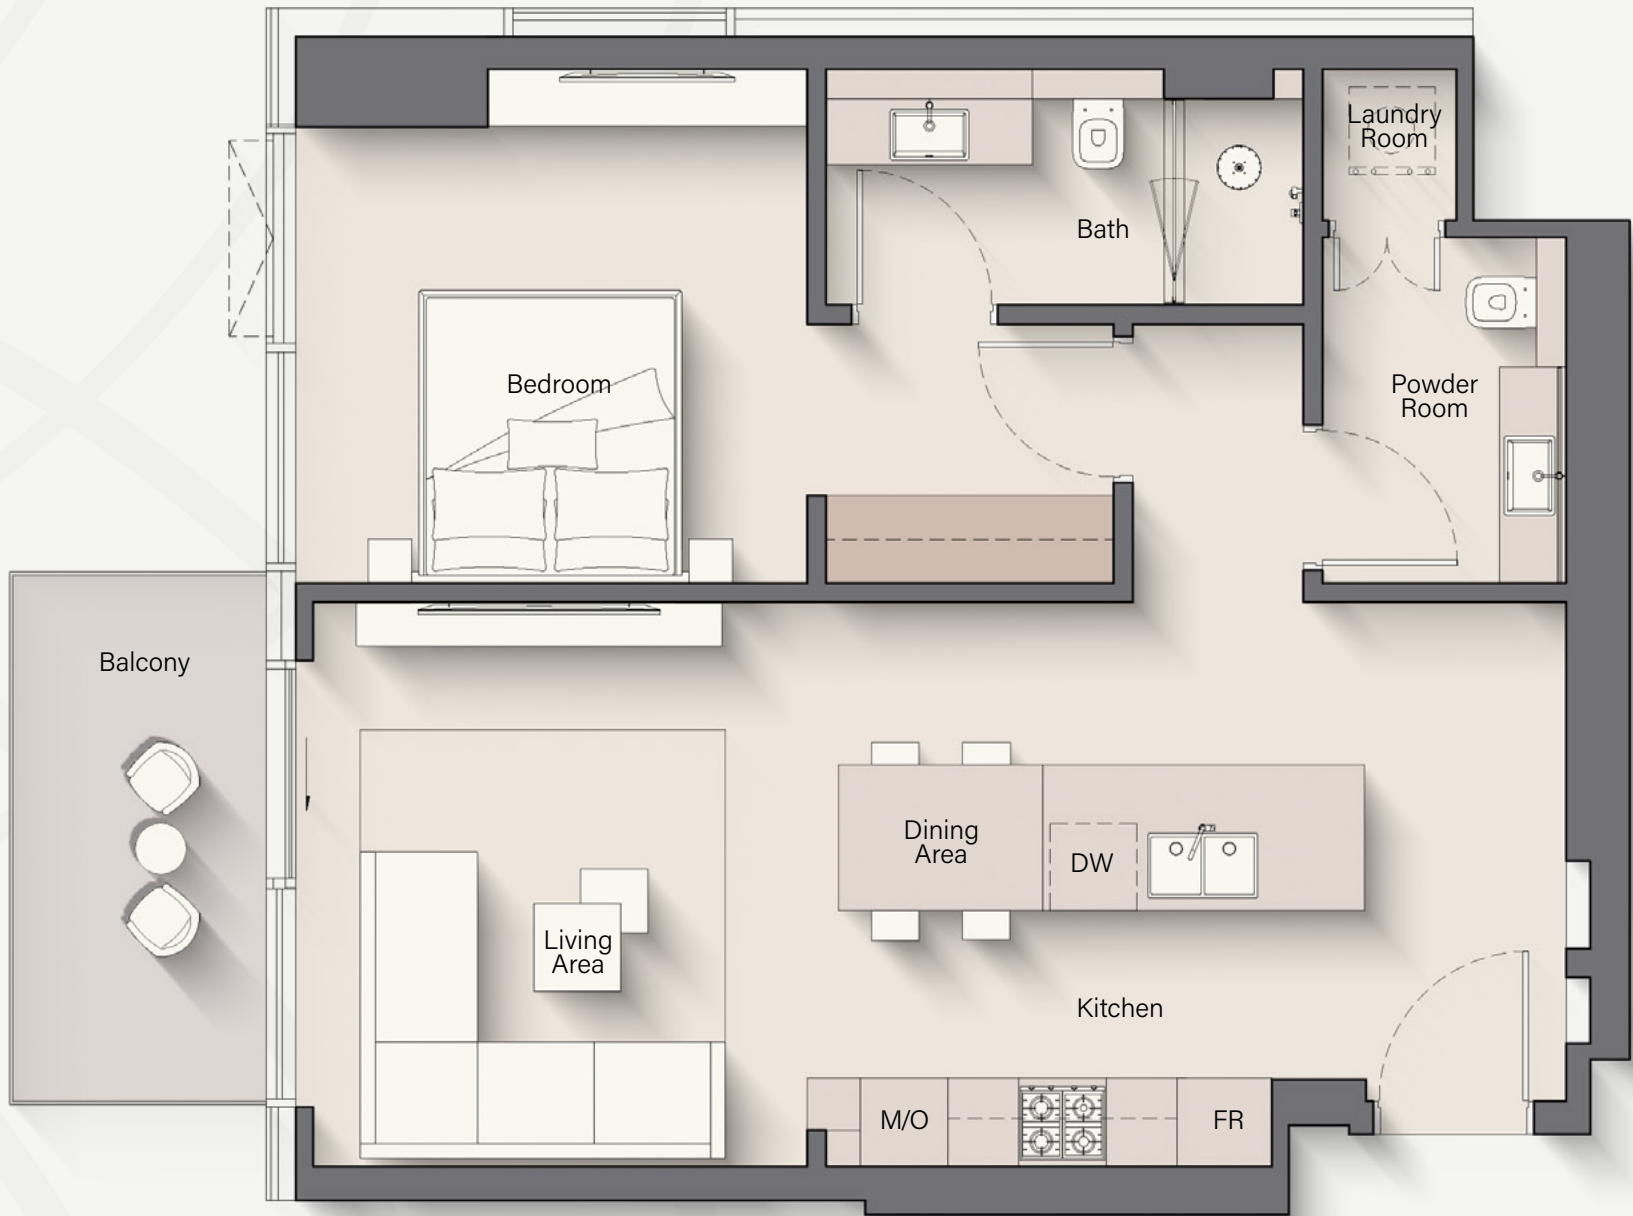 Laundry
Room
Bath
Bedroom
Powder
Room
Balcony
Dining
Area
DW
Living
Area
Kitchen
M/O
FR